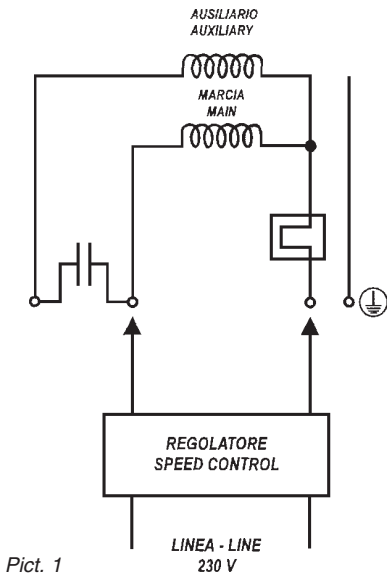 AUSILIARIO
AUXILIARY
MARCIA
MAIN
REGOLATORE
SPEED CONTROL
LINEA - LINE
230 V
Pict. 1